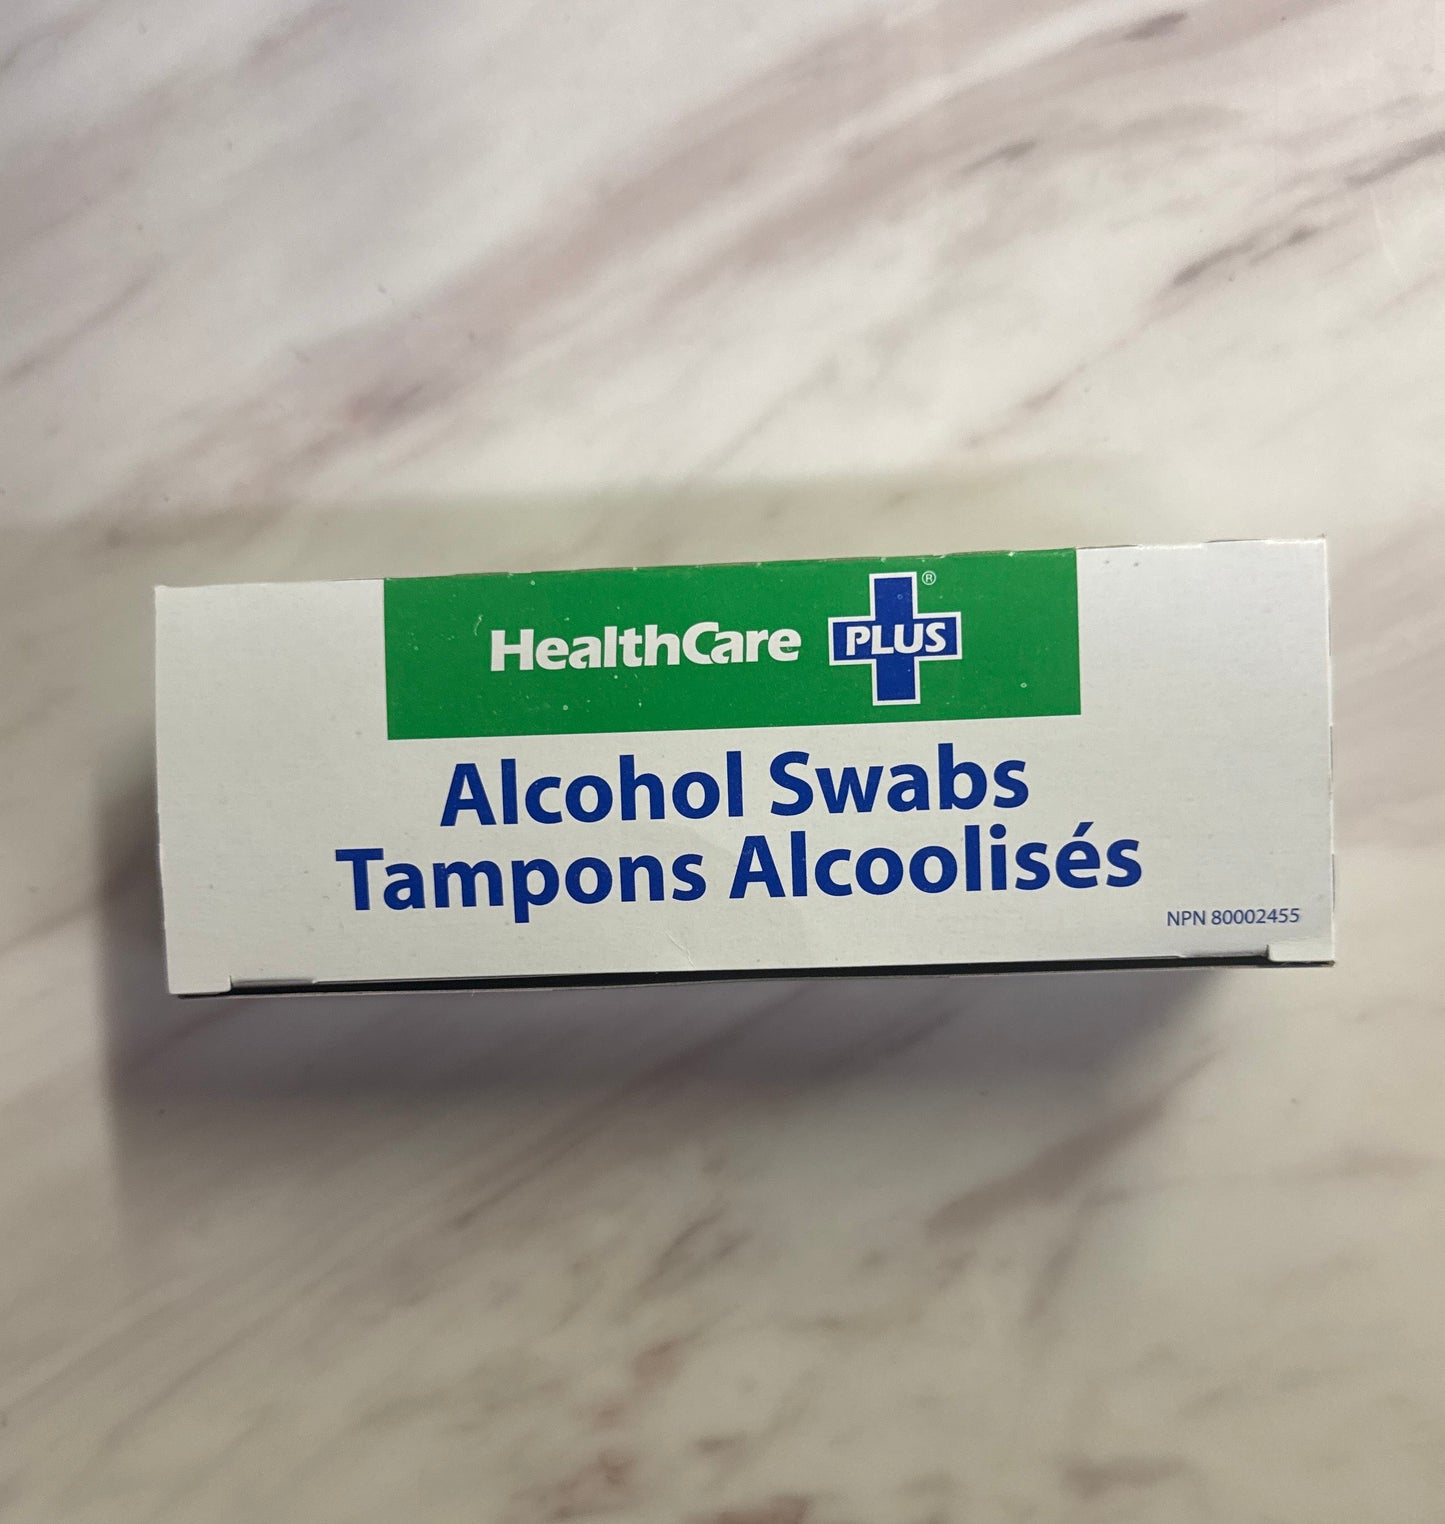 HealthCare PLUS®
Alcohol Swabs
Tampons Alcoolisés
NPN 80002455